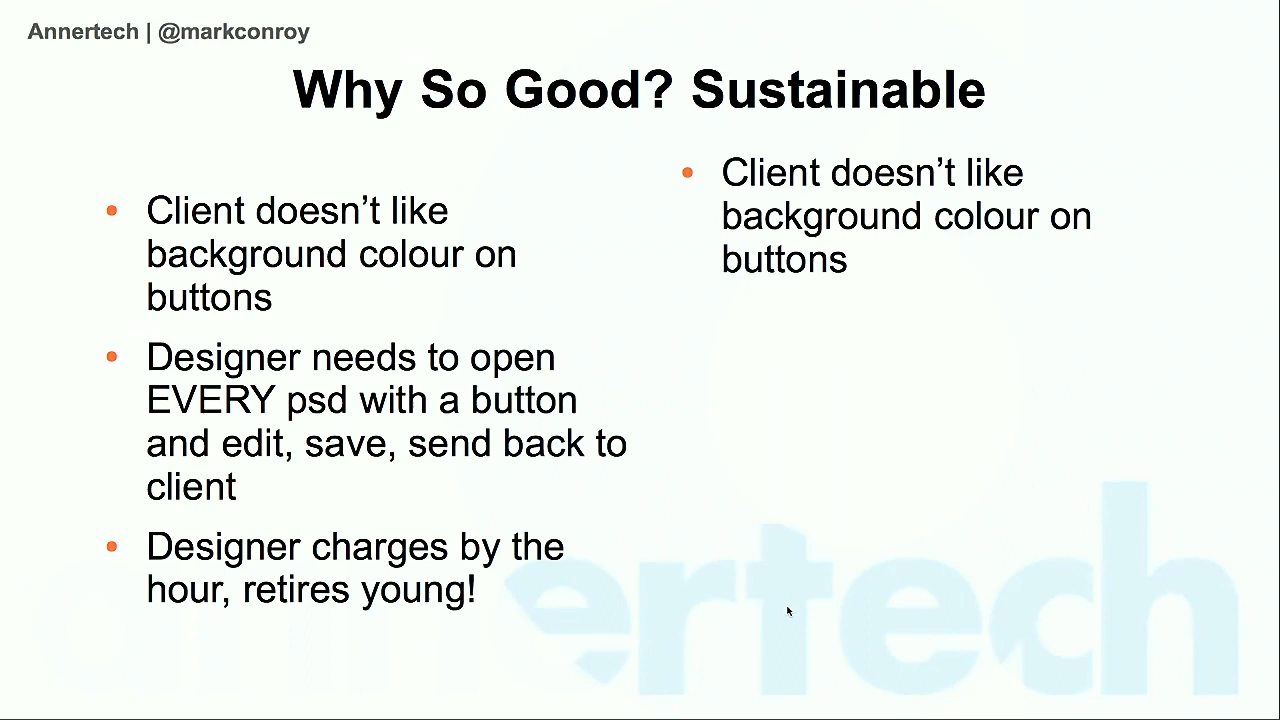 Annertech | @markconroy
Why So Good? Sustainable
Client doesn’t like
background colour on
buttons
Designer needs to open
EVERY psd with a button
and edit, save, send back to
client
Designer charges by the
hour, retires young!
Client doesn’t like
background colour on
buttons
annertech